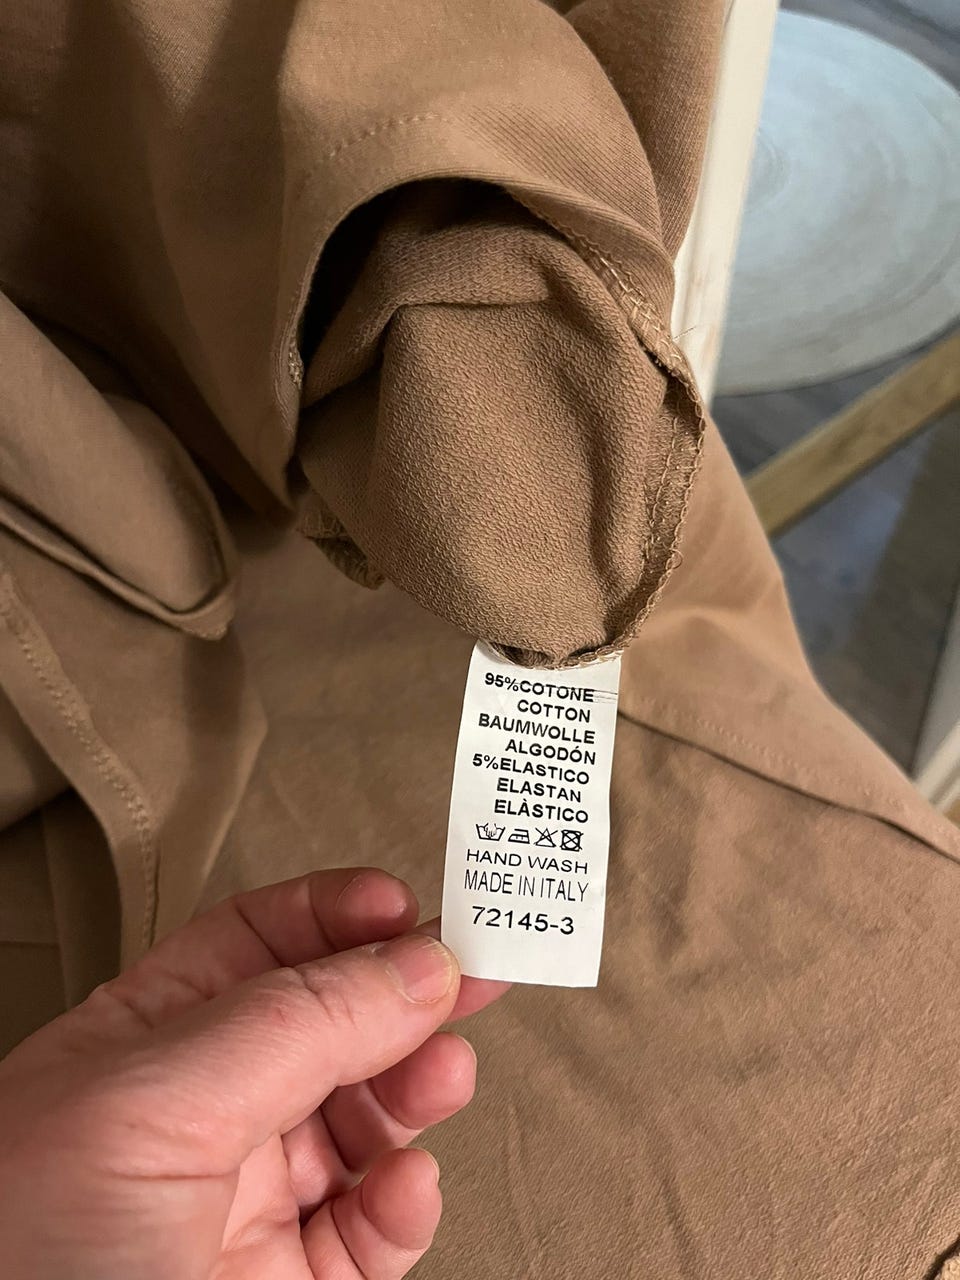 95%COTONE
COTTON
BAUMWOLLE
ALGODÓN
5%ELASTICO
ELASTAN
ELÀSTICO
HAND WASH
MADE IN ITALY
72145-3